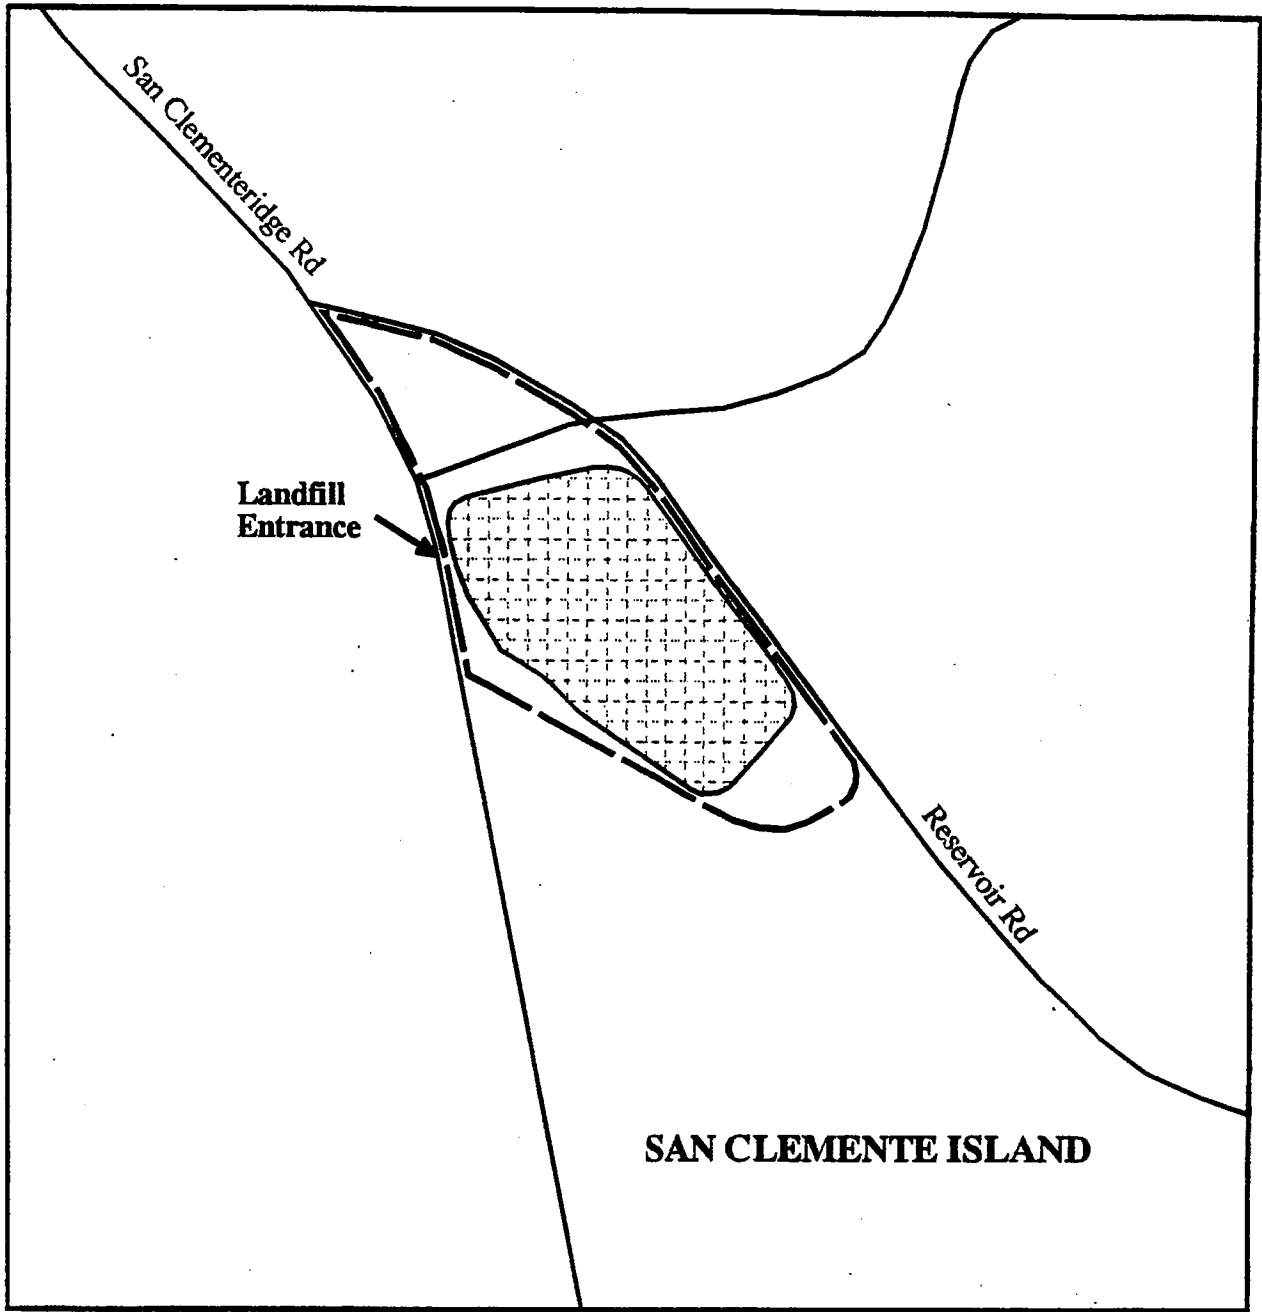 San Clementeridge Rd
Landfill
Entrance
Reservoir Rd
SAN CLEMENTE ISLAND